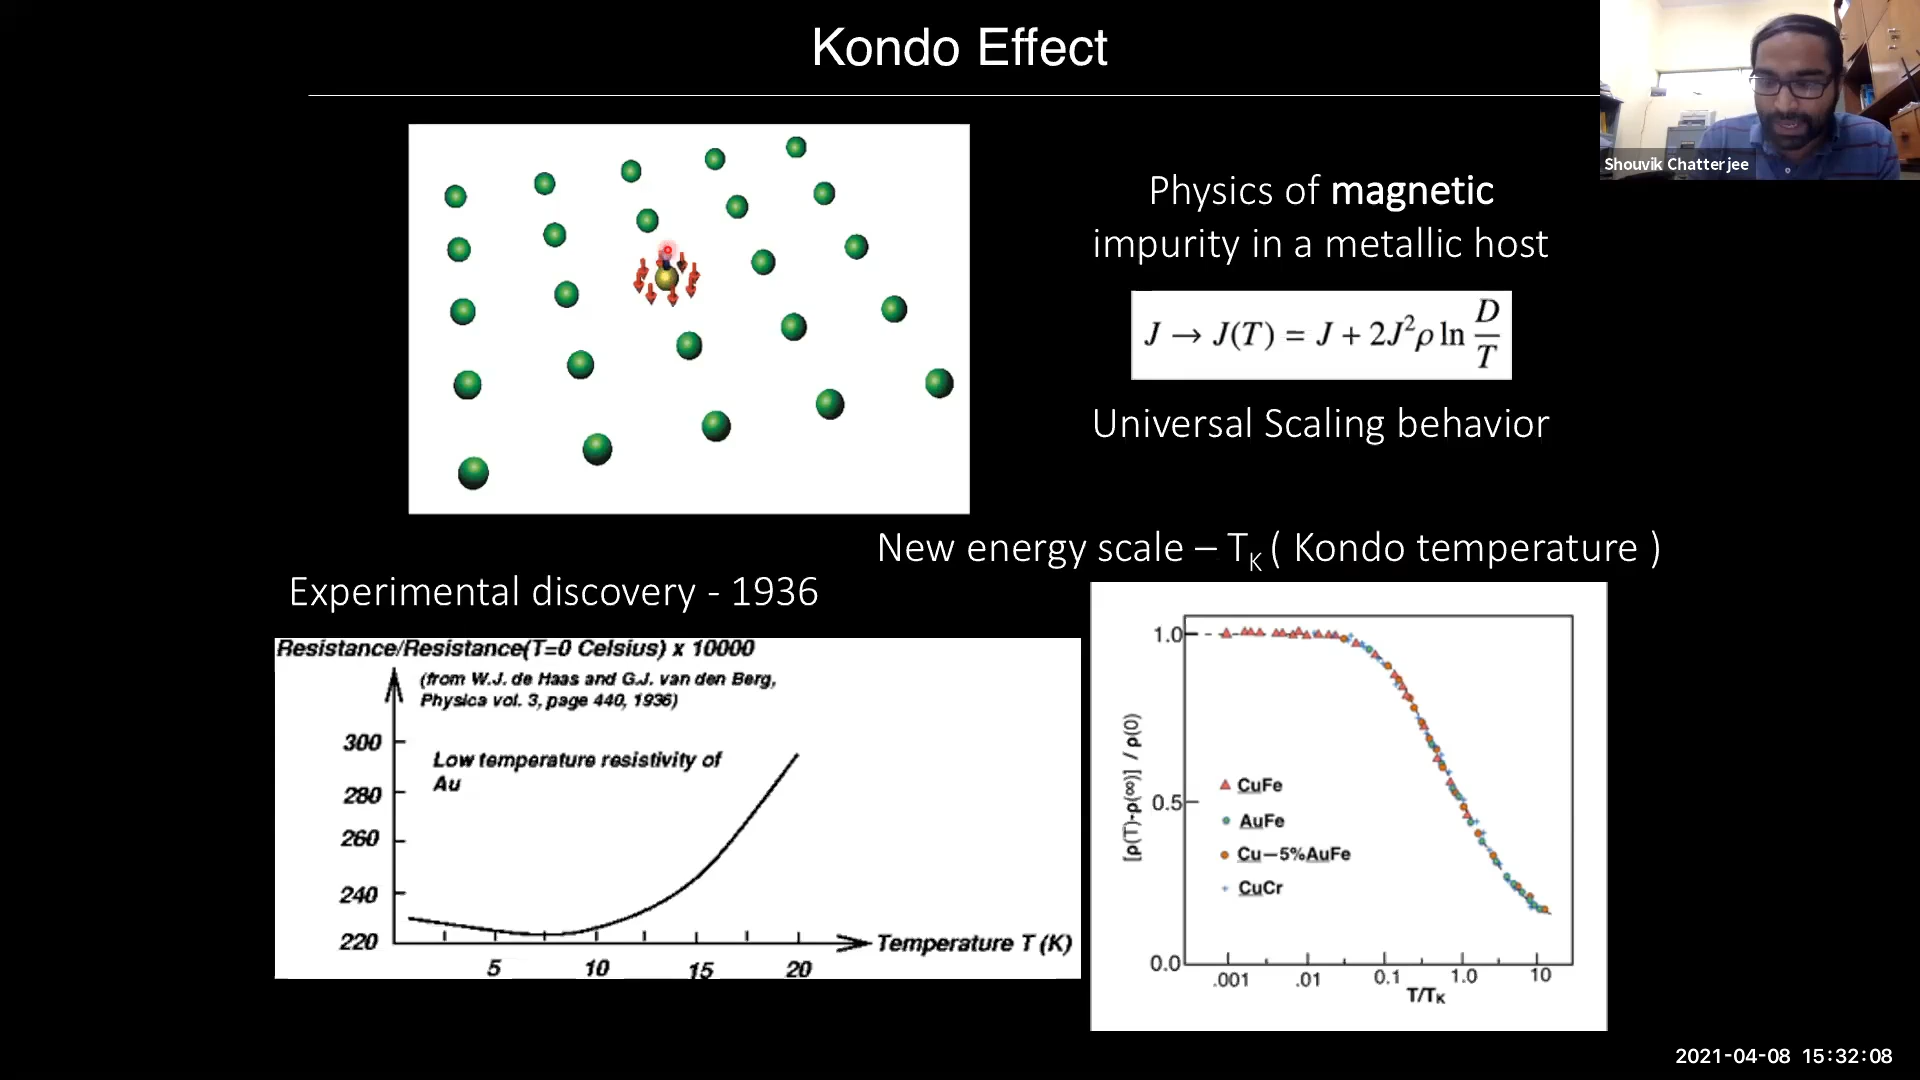 Kondo Effect
Shouvik Chatterjee
Physics of magnetic
impurity in a metallic host
J → J(T) = J + 2J²ρ ln D/T
Universal Scaling behavior
New energy scale – T_K ( Kondo temperature )
Experimental discovery - 1936
Resistance/Resistance(T=0 Celsius) x 10000
(from W.J. de Haas and G.J. van den Berg,
Physica vol. 3, page 440, 1936)
Low temperature resistivity of
Au
300
280
260
240
220
5 10 15 20
Temperature T (K)
[ρ(T)-ρ(∞)] / ρ(0)
1.0
0.5
0.0
CuFe
AuFe
Cu—5%AuFe
CuCr
.001 .01 0.1 1.0 10
T/T_K
2021-04-08 15:32:08